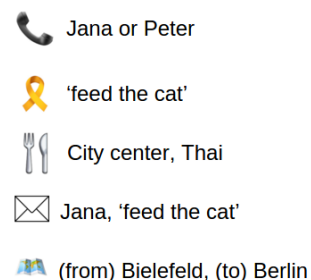 Jana or Peter
‘feed the cat’
City center, Thai
Jana, ‘feed the cat’
(from) Bielefeld, (to) Berlin